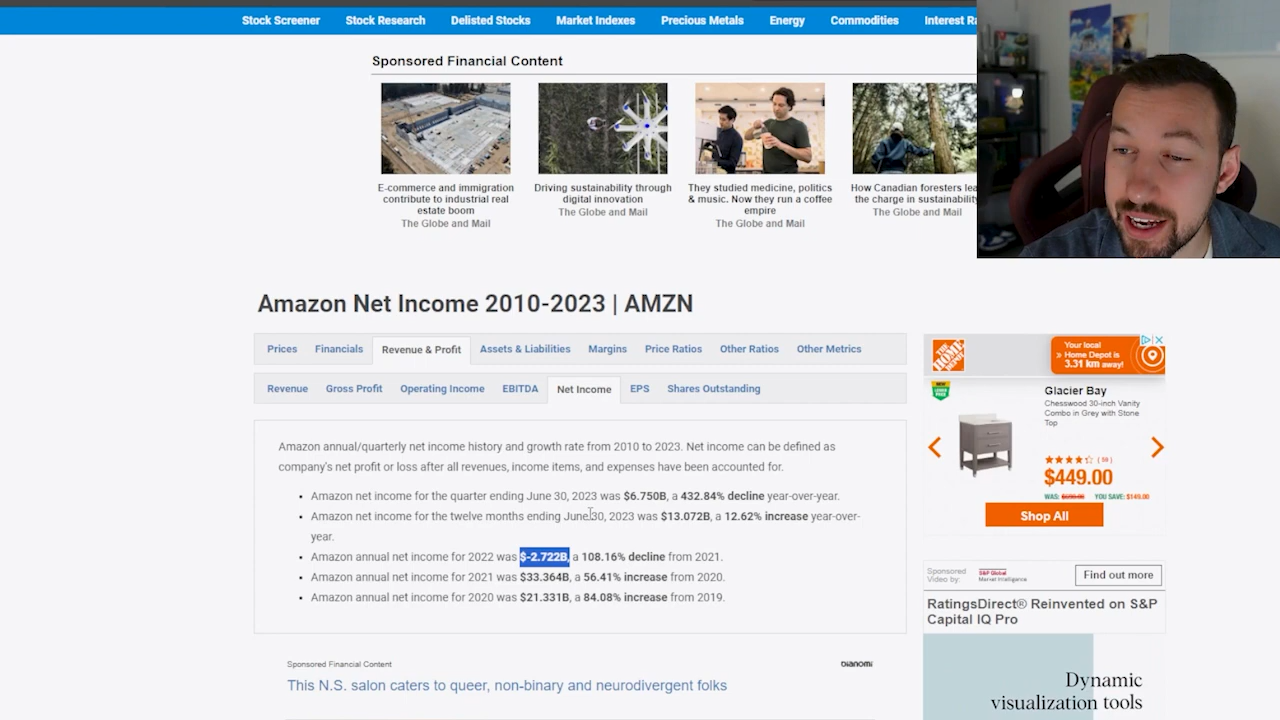 Stock Screener Stock Research Delisted Stocks Market Indexes Precious Metals Energy Commodities Interest Ra
Sponsored Financial Content
E-commerce and immigration
contribute to industrial real
estate boom
The Globe and Mail
Driving sustainability through
digital innovation
The Globe and Mail
They studied medicine, politics
& music. Now they run a coffee
empire
The Globe and Mail
How Canadian foresters lea
the charge in sustainability
The Globe and Mail
Amazon Net Income 2010-2023 | AMZN
Prices Financials Revenue & Profit Assets & Liabilities Margins Price Ratios Other Ratios Other Metrics
Revenue Gross Profit Operating Income EBITDA Net Income EPS Shares Outstanding
Amazon annual/quarterly net income history and growth rate from 2010 to 2023. Net income can be defined as
company's net profit or loss after all revenues, income items, and expenses have been accounted for.
• Amazon net income for the quarter ending June 30, 2023 was $6.750B, a 432.84% decline year-over-year.
• Amazon net income for the twelve months ending June 30, 2023 was $13.072B, a 12.62% increase year-over-
year.
• Amazon annual net income for 2022 was $-2.722B, a 108.16% decline from 2021.
• Amazon annual net income for 2021 was $33.364B, a 56.41% increase from 2020.
• Amazon annual net income for 2020 was $21.331B, a 84.08% increase from 2019.
Sponsored Financial Content
DIANOMI
This N.S. salon caters to queer, non-binary and neurodivergent folks
THE HOME DEPOT
Your local
» Home Depot is
3.31 km away!
Glacier Bay
Chesswood 30-inch Vanity
Combo in Grey with Stone
Top
(59)
$449.00
WAS: YOU SAVE: $149.00
Shop All
Sponsored
Video by:
S&P Global
Market Intelligence
Find out more
RatingsDirect® Reinvented on S&P
Capital IQ Pro
Dynamic
visualization tools